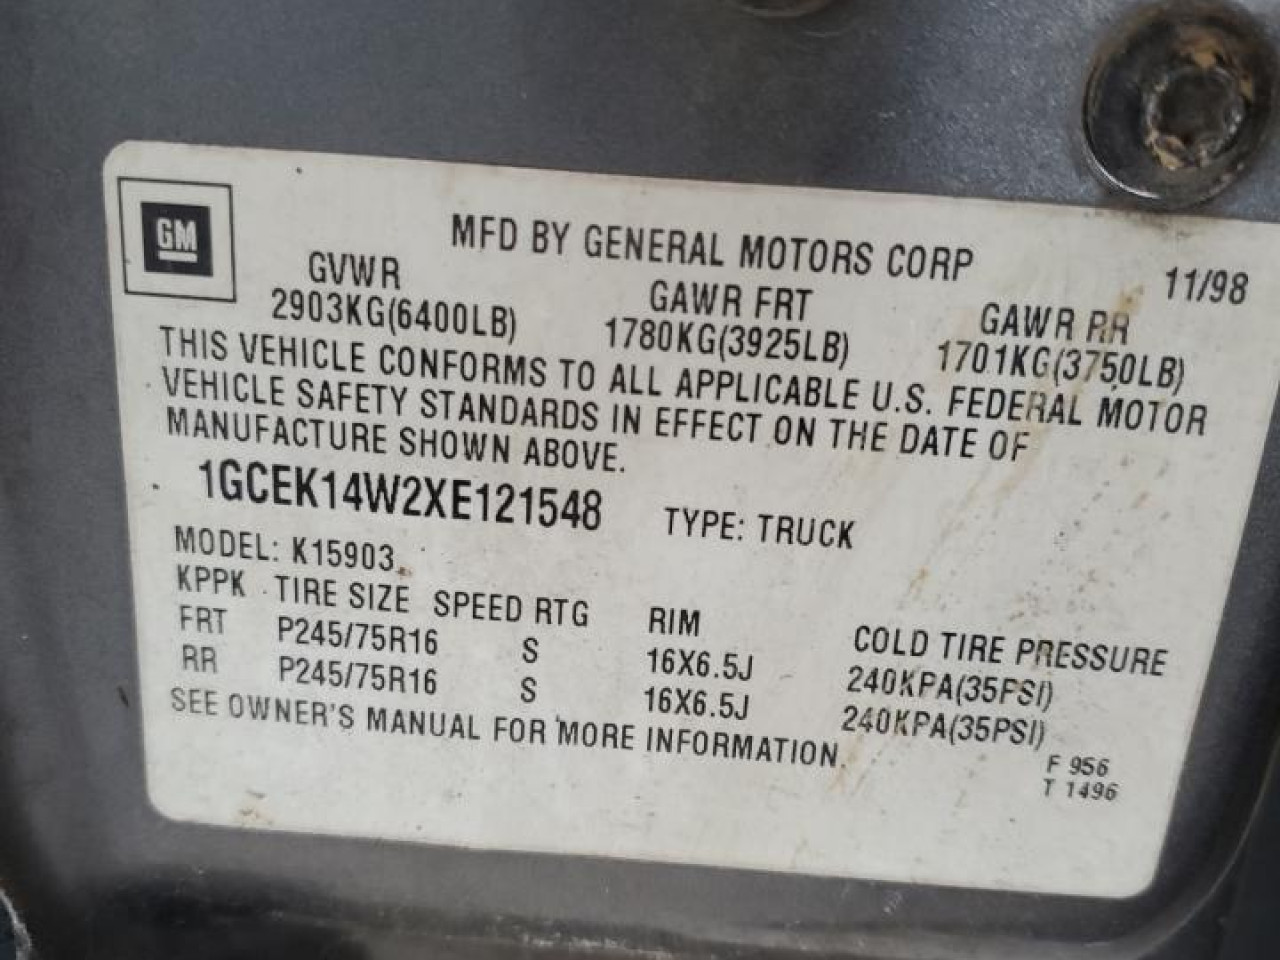 GM
MFD BY GENERAL MOTORS CORP 11/98
GVWR GAWR FRT GAWR RR
2903KG(6400LB) 1780KG(3925LB) 1701KG(3750LB)
THIS VEHICLE CONFORMS TO ALL APPLICABLE U.S. FEDERAL MOTOR
VEHICLE SAFETY STANDARDS IN EFFECT ON THE DATE OF
MANUFACTURE SHOWN ABOVE.
1GCEK14W2XE121548 TYPE: TRUCK
MODEL: K15903
KPPK TIRE SIZE SPEED RTG RIM COLD TIRE PRESSURE
FRT P245/75R16 S 16X6.5J 240KPA(35PSI)
RR P245/75R16 S 16X6.5J 240KPA(35PSI)
SEE OWNER'S MANUAL FOR MORE INFORMATION.
F 956
T 1496